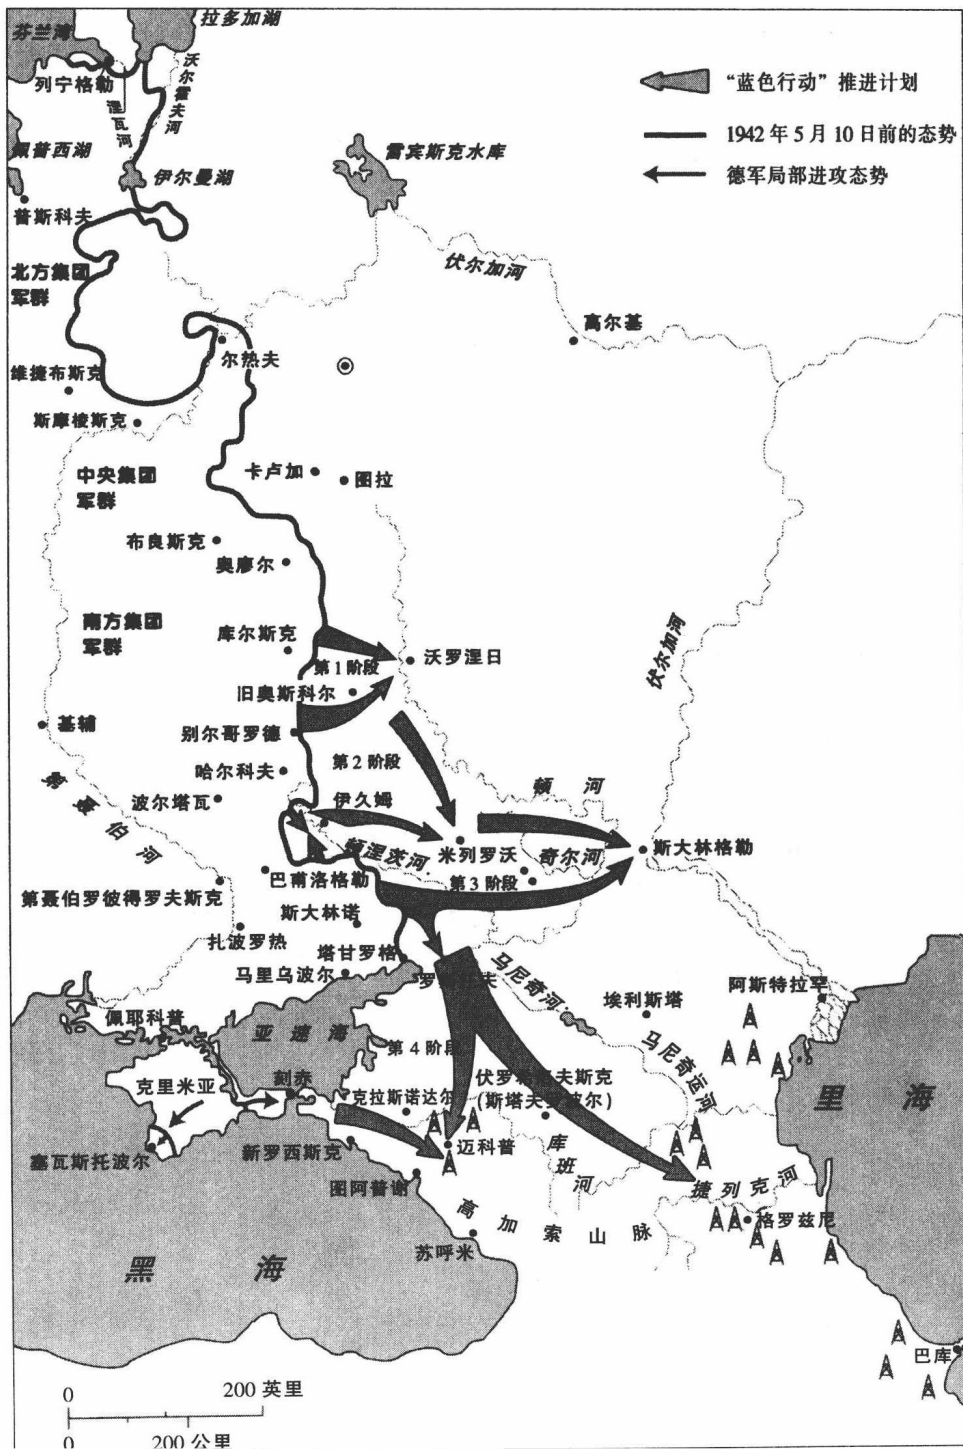 芬兰湾
拉多加湖
列宁格勒
涅瓦河
沃尔霍夫河
“蓝色行动”推进计划
1942年5月10日前的态势
德军局部进攻态势
佩普西湖
伊尔曼湖
雷宾斯克水库
普斯科夫
北方集团
军群
伏尔加河
高尔基
尔热夫
维捷布斯克
斯摩棱斯克
中央集团
军群
卡卢加
图拉
布良斯克
奥廖尔
南方集团
军群
库尔斯克
第1阶段
沃罗涅日
伏尔加河
旧奥斯科尔
基辅
别尔哥罗德
哈尔科夫
第2阶段
波尔塔瓦
伊久姆
顿河
第聂伯河
顿涅茨河
米列罗沃
奇尔河
斯大林格勒
巴甫洛格勒
第3阶段
第聂伯罗彼得罗夫斯克
斯大林诺
扎波罗热
塔甘罗格
马里乌波尔
马尼奇河
埃利斯塔
阿斯特拉罕
佩耶科普
亚速海
第4阶段
马尼奇运河
克里米亚
刻赤
克拉斯诺达尔
(斯塔夫罗波尔)
里海
塞瓦斯托波尔
新罗西斯克
迈科普
库班河
图阿普谢
捷列克河
高加索山脉
格罗兹尼
苏呼米
黑海
巴库
0 200英里
0 200公里